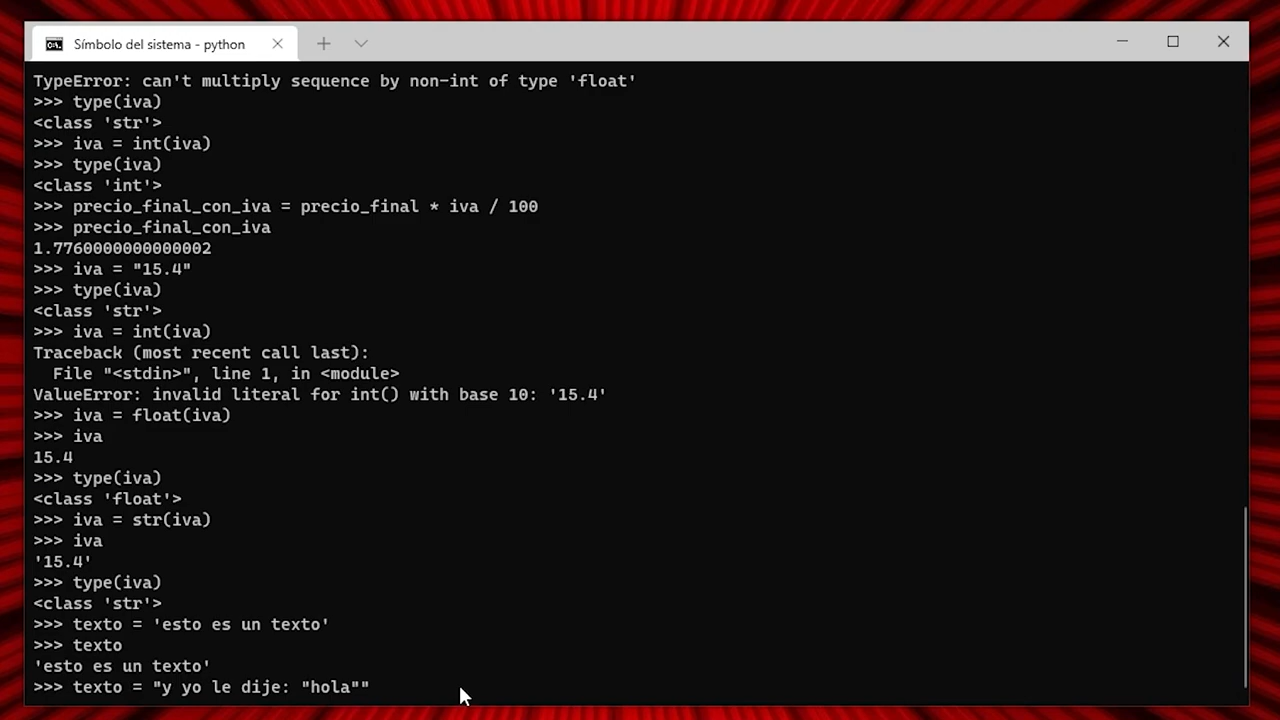 Símbolo del sistema - python
TypeError: can't multiply sequence by non-int of type 'float'
>>> type(iva)
<class 'str'>
>>> iva = int(iva)
>>> type(iva)
<class 'int'>
>>> precio_final_con_iva = precio_final * iva / 100
>>> precio_final_con_iva
1.7760000000000002
>>> iva = "15.4"
>>> type(iva)
<class 'str'>
>>> iva = int(iva)
Traceback (most recent call last):
  File "<stdin>", line 1, in <module>
ValueError: invalid literal for int() with base 10: '15.4'
>>> iva = float(iva)
>>> iva
15.4
>>> type(iva)
<class 'float'>
>>> iva = str(iva)
>>> iva
'15.4'
>>> type(iva)
<class 'str'>
>>> texto = 'esto es un texto'
>>> texto
'esto es un texto'
>>> texto = "y yo le dije: "hola""